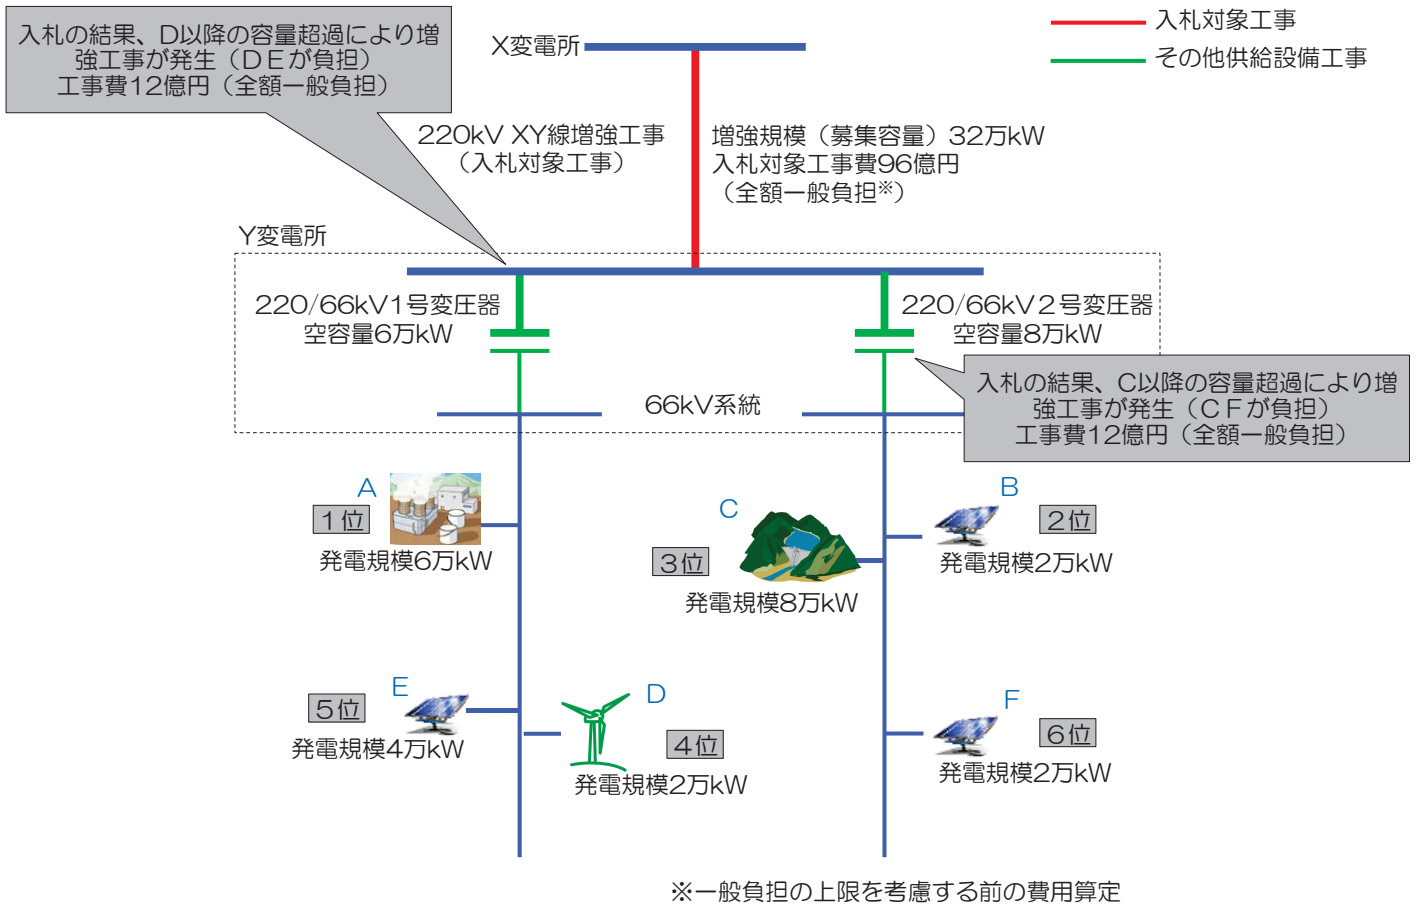 入札の結果、D以降の容量超過により増
強工事が発生（DEが負担）
工事費12億円（全額一般負担）
X変電所
入札対象工事
その他供給設備工事
220kV XY線増強工事
（入札対象工事）
増強規模（募集容量）32万kW
入札対象工事費96億円
（全額一般負担※）
Y変電所
220/66kV1号変圧器
空容量6万kW
220/66kV2号変圧器
空容量8万kW
入札の結果、C以降の容量超過により増
強工事が発生（CFが負担）
工事費12億円（全額一般負担）
66kV系統
A
1位
発電規模6万kW
C
3位
発電規模8万kW
B
2位
発電規模2万kW
E
5位
発電規模4万kW
D
4位
発電規模2万kW
F
6位
発電規模2万kW
※一般負担の上限を考慮する前の費用算定